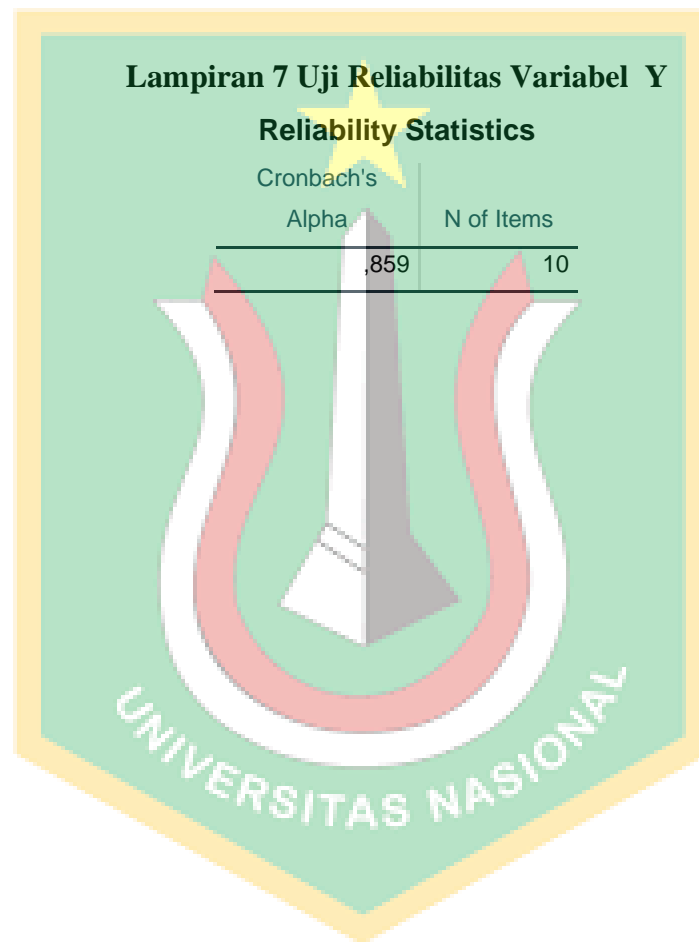 Lampiran 7 Uji Reliabilitas Variabel Y
Reliability Statistics
Cronbach's
Alpha N of Items
,859 10
UNIVERSITAS NASIONAL